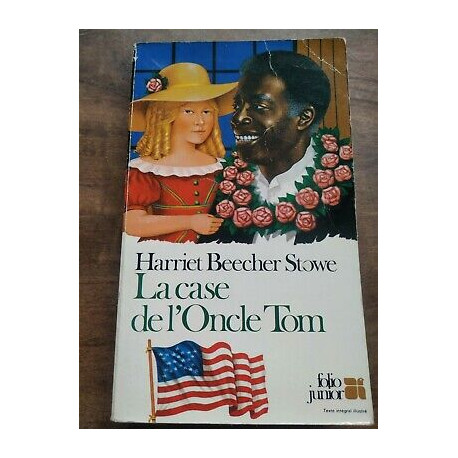 Harriet Beecher Stowe
La case
de l'Oncle Tom
folio
junior
Texte intégral illustré